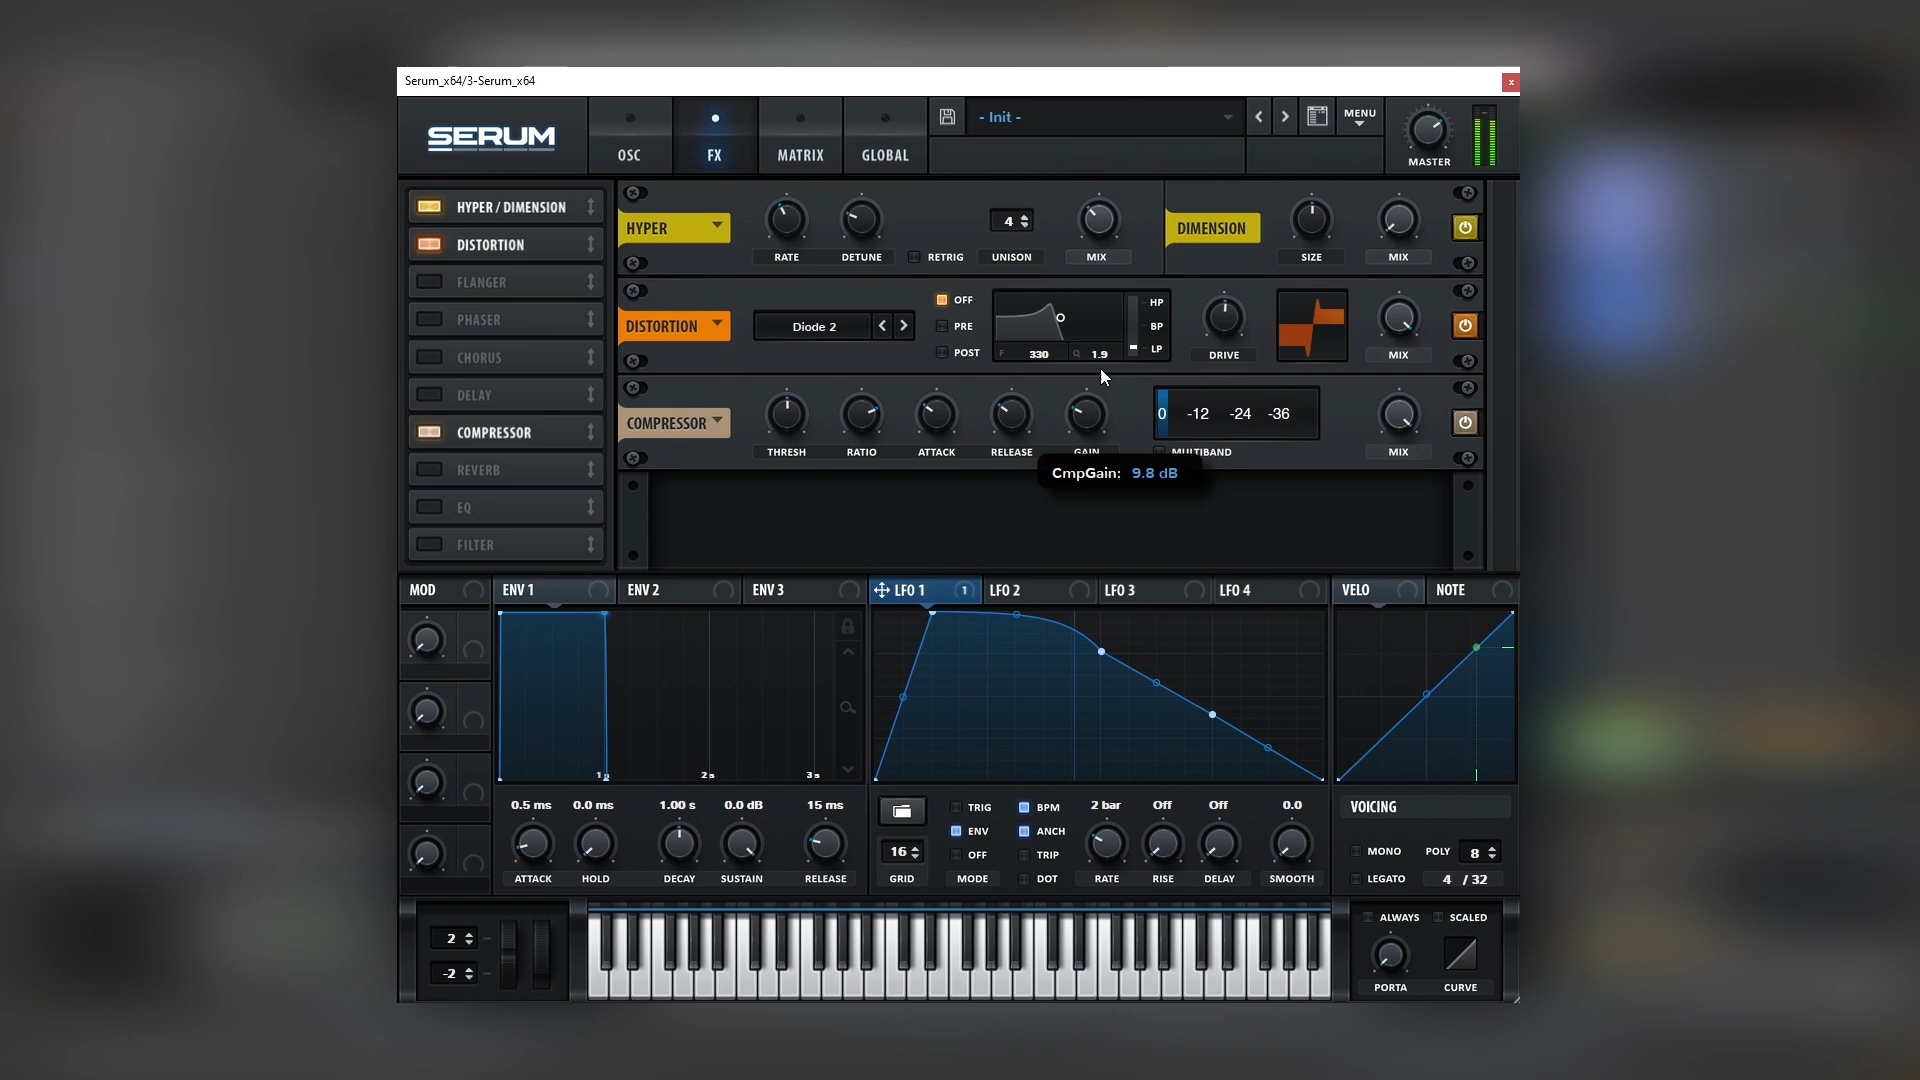 Serum_x64/3-Serum_x64
x
SERUM
OSC
FX
MATRIX
GLOBAL
- Init -
MENU
MASTER
HYPER / DIMENSION
DISTORTION
FLANGER
PHASER
CHORUS
DELAY
COMPRESSOR
REVERB
EQ
FILTER
HYPER
RATE
DETUNE
RETRIG
4
UNISON
MIX
DIMENSION
SIZE
MIX
DISTORTION
Diode 2
OFF
PRE
POST
F 330 Q 1.9
HP
BP
LP
DRIVE
MIX
COMPRESSOR
THRESH
RATIO
ATTACK
RELEASE
GAIN
0 -12 -24 -36
MULTIBAND
MIX
CmpGain: 9.8 dB
MOD
ENV 1
ENV 2
ENV 3
LFO 1
1
LFO 2
LFO 3
LFO 4
VELO
NOTE
2s
3s
0.5 ms
0.0 ms
1.00 s
0.0 dB
15 ms
ATTACK
HOLD
DECAY
SUSTAIN
RELEASE
16
GRID
TRIG
ENV
OFF
MODE
BPM
ANCH
TRIP
DOT
2 bar
Off
Off
0.0
RATE
RISE
DELAY
SMOOTH
VOICING
MONO
POLY
8
LEGATO
4 / 32
2
-2
ALWAYS
SCALED
PORTA
CURVE